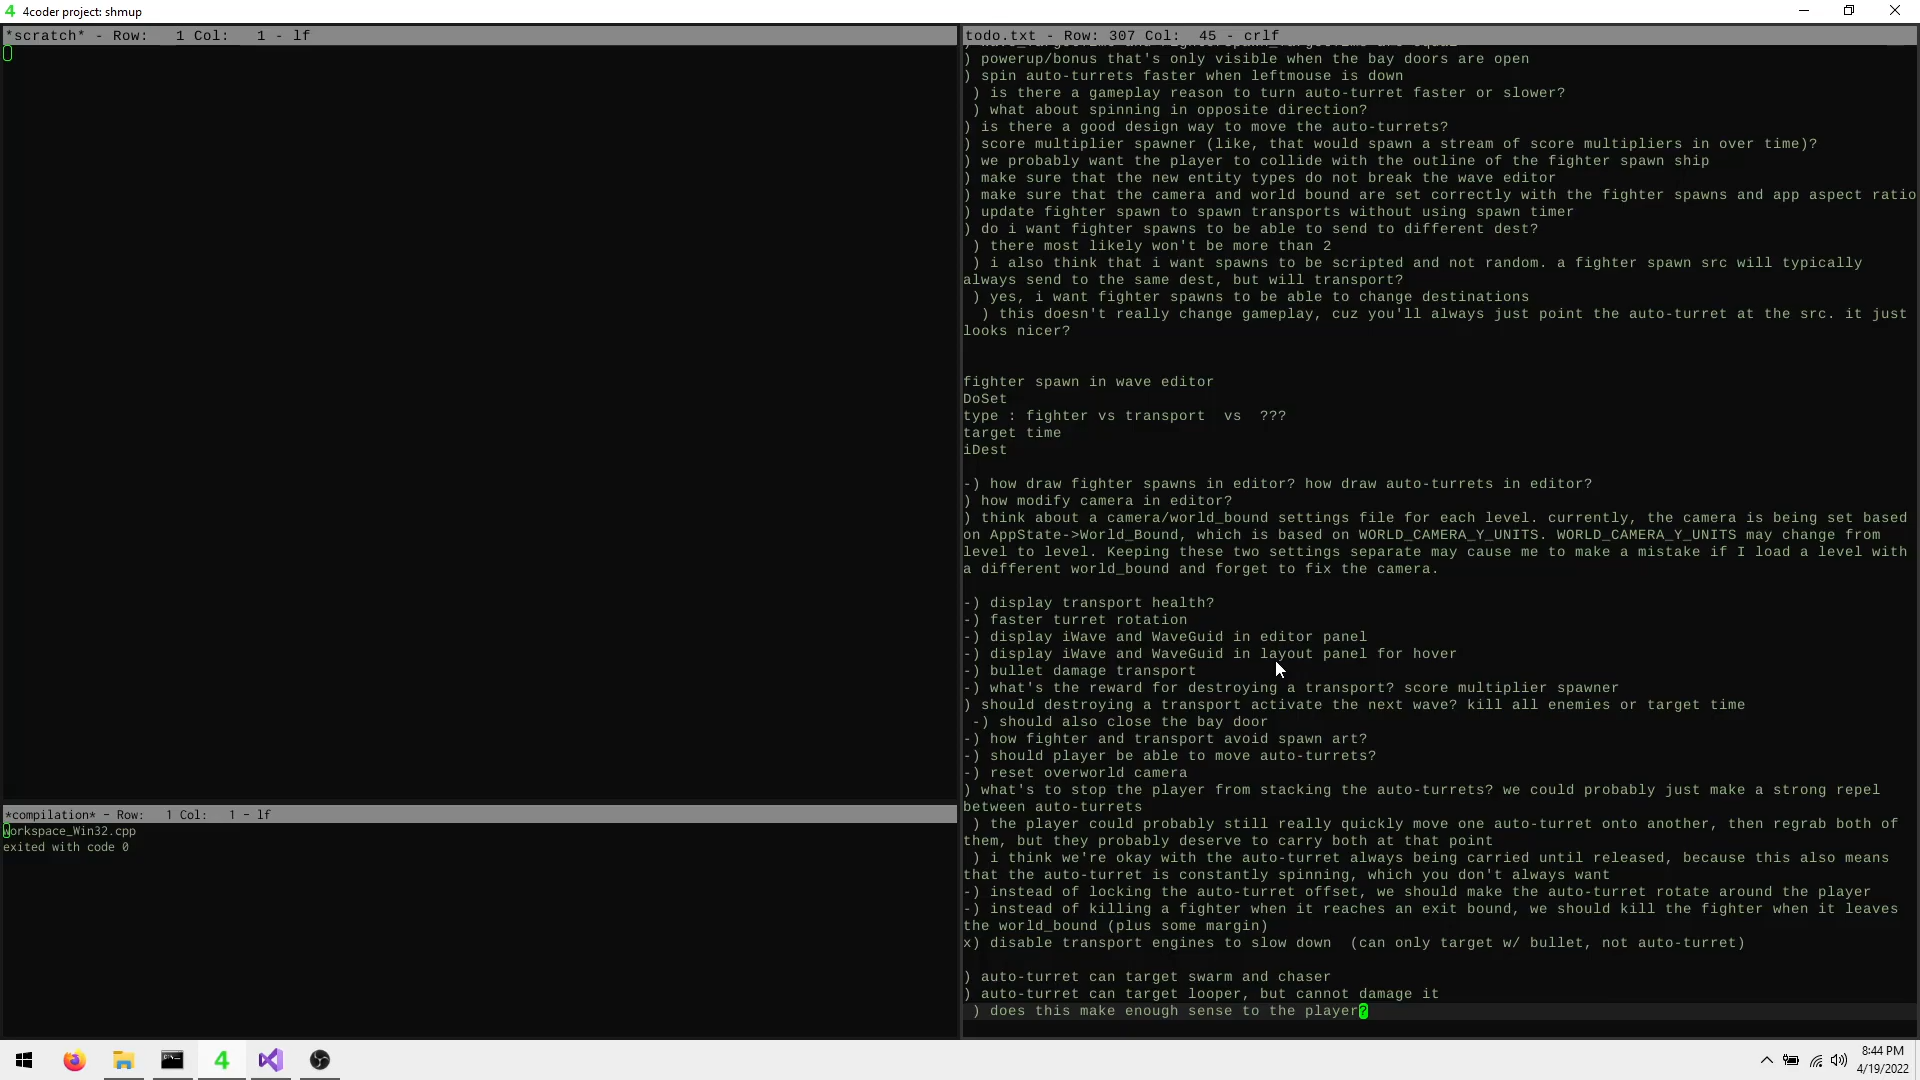 4 4coder project: shmup
*scratch* - Row:   1 Col:   1 - lf
todo.txt - Row: 307 Col:  45 - crlf
) powerup/bonus that's only visible when the bay doors are open
) spin auto-turrets faster when leftmouse is down
) is there a gameplay reason to turn auto-turret faster or slower?
) what about spinning in opposite direction?
) is there a good design way to move the auto-turrets?
) score multiplier spawner (like, that would spawn a stream of score multipliers in over time)?
) we probably want the player to collide with the outline of the fighter spawn ship
) make sure that the new entity types do not break the wave editor
) make sure that the camera and world bound are set correctly with the fighter spawns and app aspect ratio
) update fighter spawn to spawn transports without using spawn timer
) do i want fighter spawns to be able to send to different dest?
) there most likely won't be more than 2
) i also think that i want spawns to be scripted and not random. a fighter spawn src will typically
always send to the same dest, but will transport?
) yes, i want fighter spawns to be able to change destinations
) this doesn't really change gameplay, cuz you'll always just point the auto-turret at the src. it just
looks nicer?
fighter spawn in wave editor
DoSet
type : fighter vs transport  vs  ???
target time
iDest
-) how draw fighter spawns in editor? how draw auto-turrets in editor?
) how modify camera in editor?
) think about a camera/world_bound settings file for each level. currently, the camera is being set based
on AppState->World_Bound, which is based on WORLD_CAMERA_Y_UNITS. WORLD_CAMERA_Y_UNITS may change from
level to level. Keeping these two settings separate may cause me to make a mistake if I load a level with
a different world_bound and forget to fix the camera.
-) display transport health?
-) faster turret rotation
-) display iWave and WaveGuid in editor panel
-) display iWave and WaveGuid in layout panel for hover
-) bullet damage transport
-) what's the reward for destroying a transport? score multiplier spawner
) should destroying a transport activate the next wave? kill all enemies or target time
-) should also close the bay door
-) how fighter and transport avoid spawn art?
-) should player be able to move auto-turrets?
-) reset overworld camera
) what's to stop the player from stacking the auto-turrets? we could probably just make a strong repel
between auto-turrets
) the player could probably still really quickly move one auto-turret onto another, then regrab both of
them, but they probably deserve to carry both at that point
) i think we're okay with the auto-turret always being carried until released, because this also means
that the auto-turret is constantly spinning, which you don't always want
-) instead of locking the auto-turret offset, we should make the auto-turret rotate around the player
-) instead of killing a fighter when it reaches an exit bound, we should kill the fighter when it leaves
the world_bound (plus some margin)
x) disable transport engines to slow down  (can only target w/ bullet, not auto-turret)
) auto-turret can target swarm and chaser
) auto-turret can target looper, but cannot damage it
) does this make enough sense to the player?
*compilation* - Row:   1 Col:   1 - lf
workspace_Win32.cpp
exited with code 0
4
8:44 PM
4/19/2022